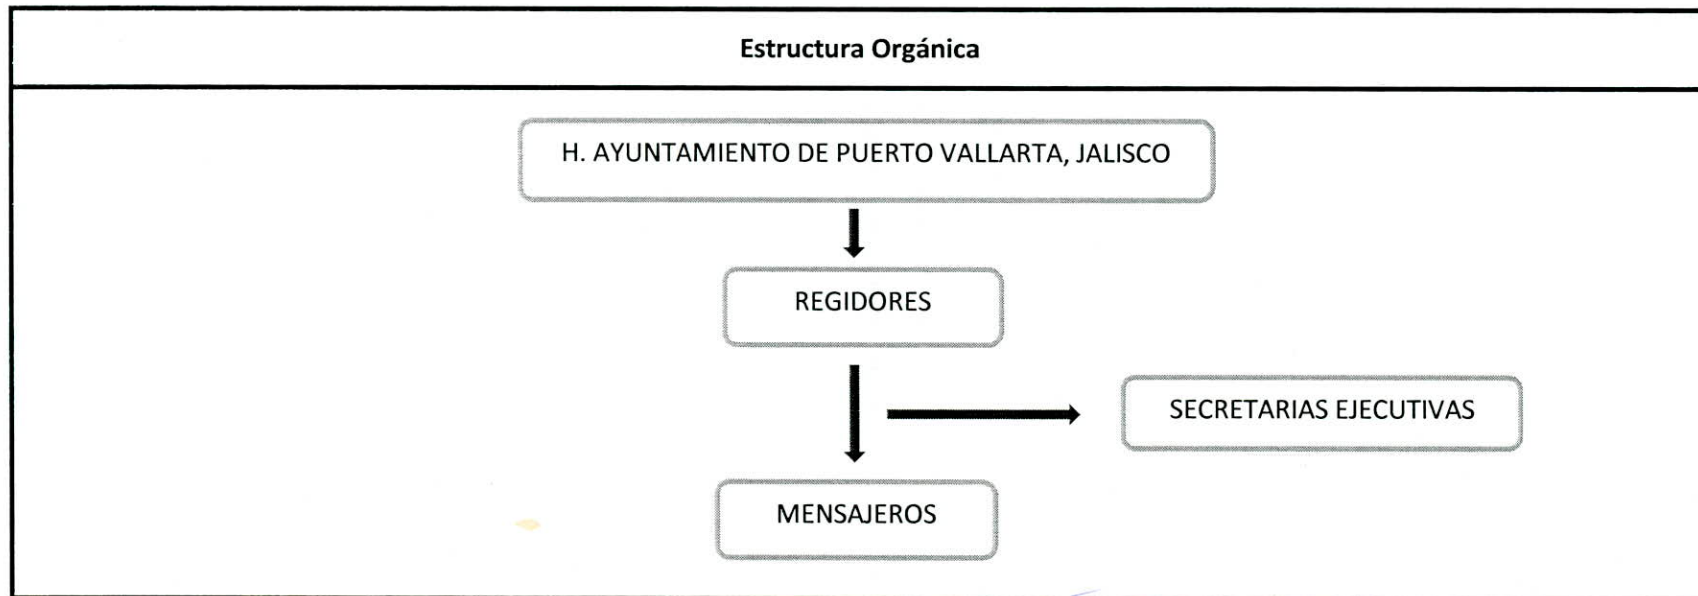 Estructura Orgánica
H. AYUNTAMIENTO DE PUERTO VALLARTA, JALISCO
REGIDORES
SECRETARIAS EJECUTIVAS
MENSAJEROS